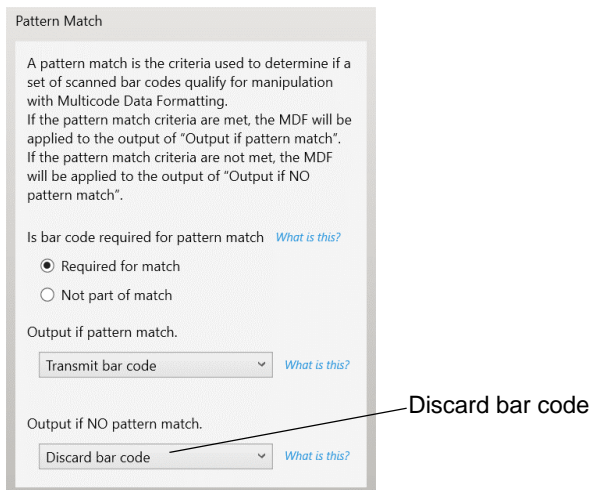 Pattern Match
A pattern match is the criteria used to determine if a
set of scanned bar codes qualify for manipulation
with Multicode Data Formatting.
If the pattern match criteria are met, the MDF will be
applied to the output of “Output if pattern match”.
If the pattern match criteria are not met, the MDF
will be applied to the output of “Output if NO
pattern match”.
Is bar code required for pattern match What is this?
Required for match
Not part of match
Output if pattern match.
Transmit bar code What is this?
Discard bar code
Output if NO pattern match.
Discard bar code What is this?